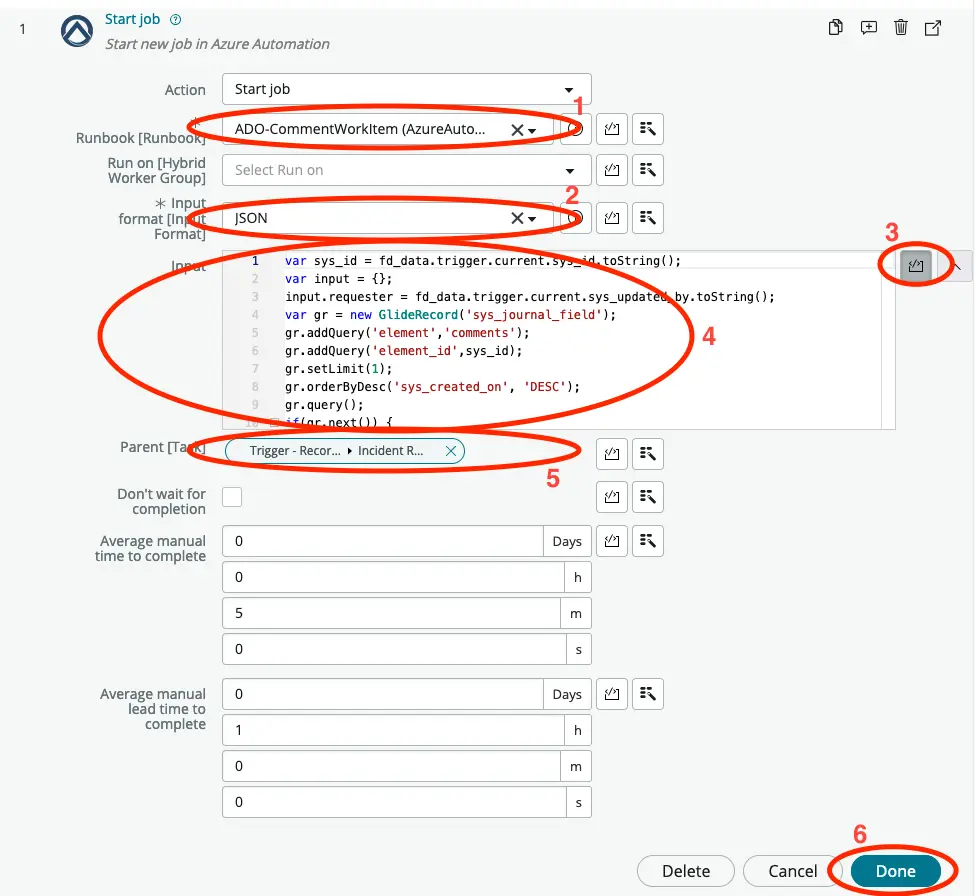 1
Start job
Start new job in Azure Automation
Action
Start job
1
Runbook [Runbook]
ADO-CommentWorkItem (AzureAuto...
Run on [Hybrid
Worker Group]
Select Run on
2
* Input
format [Input
Format]
JSON
3
Input
1 var sys_id = fd_data.trigger.current.sys_id.toString();
2 var input = {};
3 input.requester = fd_data.trigger.current.sys_updated_by.toString();
4 var gr = new GlideRecord('sys_journal_field');
5 gr.addQuery('element','comments');
6 gr.addQuery('element_id',sys_id);
7 gr.setLimit(1);
8 gr.orderByDesc('sys_created_on', 'DESC');
9 gr.query();
10 if(gr.next()) {
4
Parent [Task]
Trigger - Recor... ▸ Incident R...
5
Don't wait for
completion
Average manual
time to complete
0 Days
0 h
5 m
0 s
Average manual
lead time to
complete
0 Days
1 h
0 m
0 s
6
Delete
Cancel
Done